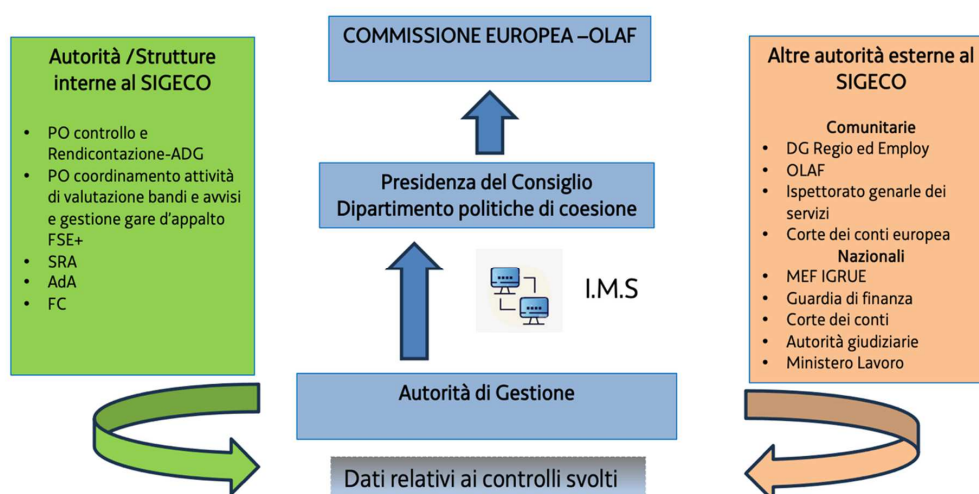 Autorità /Strutture
interne al SIGECO
• PO controllo e
Rendicontazione-ADG
• PO coordinamento attività
di valutazione bandi e avvisi
e gestione gare d'appalto
FSE+
• SRA
• AdA
• FC
COMMISSIONE EUROPEA –OLAF
Presidenza del Consiglio
Dipartimento politiche di coesione
I.M.S
Autorità di Gestione
Dati relativi ai controlli svolti
Altre autorità esterne al
SIGECO
Comunitarie
• DG Regio ed Employ
• OLAF
• Ispettorato genarle dei
servizi
• Corte dei conti europea
Nazionali
• MEF IGRUE
• Guardia di finanza
• Corte dei conti
• Autorità giudiziarie
• Ministero Lavoro